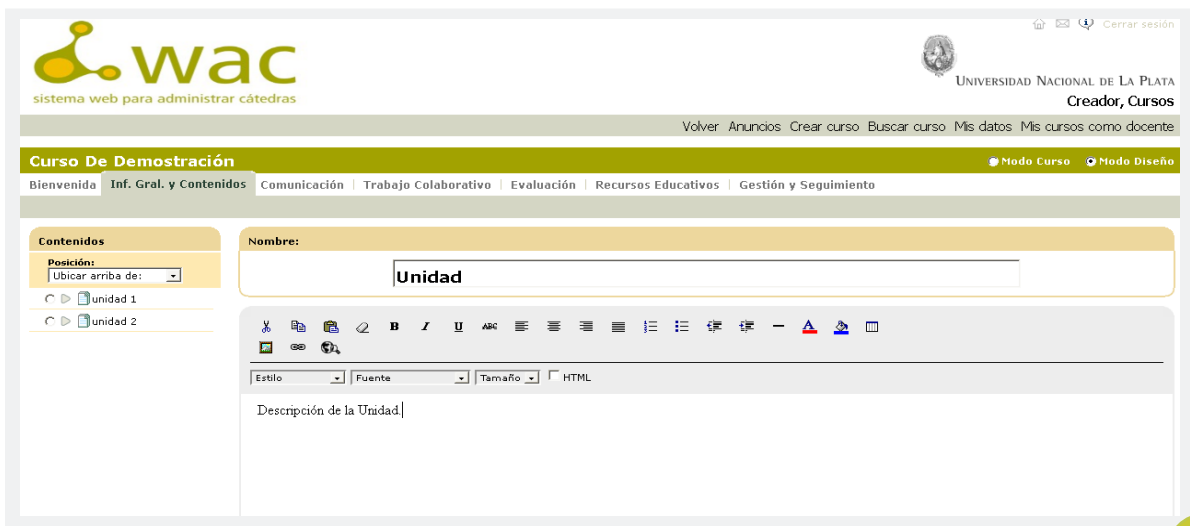 Cerrar sesión
wac
sistema web para administrar cátedras
UNIVERSIDAD NACIONAL DE LA PLATA
Creador, Cursos
Volver Anuncios Crear curso Buscar curso Mis datos Mis cursos como docente
Curso De Demostración Modo Curso Modo Diseño
Bienvenida Inf. Gral. y Contenidos Comunicación | Trabajo Colaborativo | Evaluación | Recursos Educativos | Gestión y Seguimiento
Contenidos
Posición:
Ubicar arriba de:
unidad 1
unidad 2
Nombre:
Unidad
B I U ABC A
Estilo Fuente Tamaño HTML
Descripción de la Unidad.